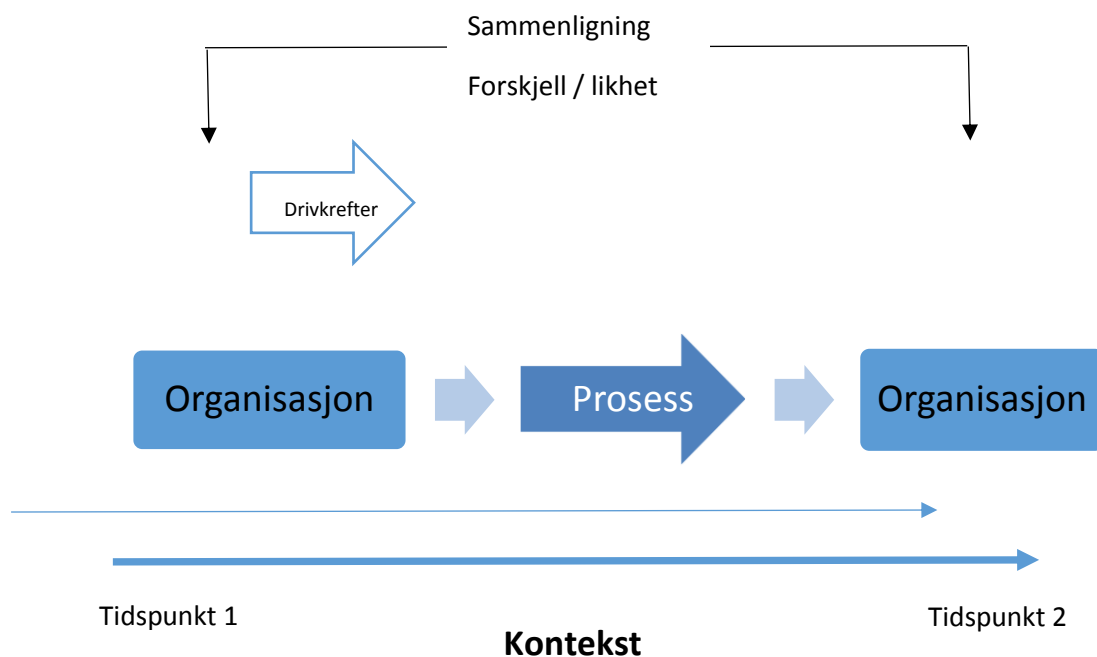 Sammenligning
Forskjell / likhet
Drivkrefter
Organisasjon
Prosess
Organisasjon
Tidspunkt 1
Tidspunkt 2
Kontekst